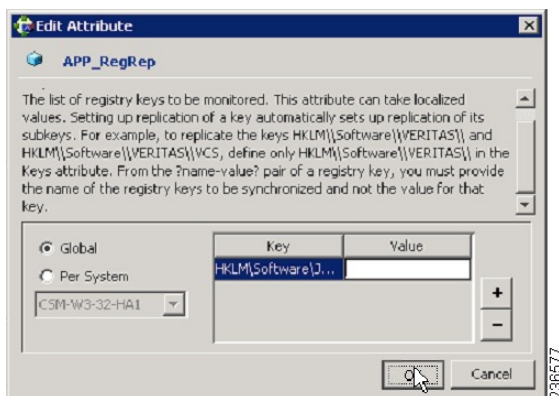 Edit Attribute
APP_RegRep
The list of registry keys to be monitored. This attribute can take localized
values. Setting up replication of a key automatically sets up replication of its
subkeys. For example, to replicate the keys HKLM\\Software\\VERITAS\\ and
HKLM\\Software\\VERITAS\\VCS, define only HKLM\\Software\\VERITAS\\ in the
Keys attribute. From the ?name-value? pair of a registry key, you must provide
the name of the registry keys to be synchronized and not the value for that
key.
Global
Per System
CSM-W3-32-HA1
Key Value
HKLM\Software\J...
+
−
Cancel
236577